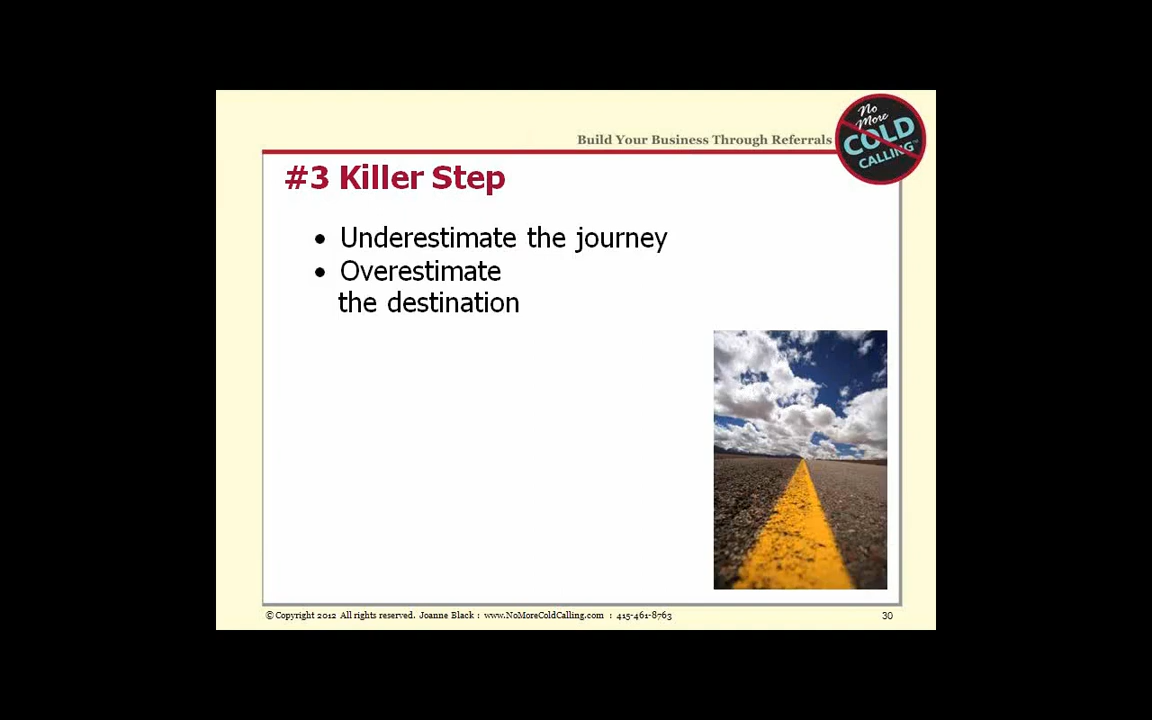 No
More
COLD
CALLING™
Build Your Business Through Referrals
#3 Killer Step
• Underestimate the journey
• Overestimate
the destination
© Copyright 2012 All rights reserved. Joanne Black : www.NoMoreColdCalling.com : 415-461-8763
30